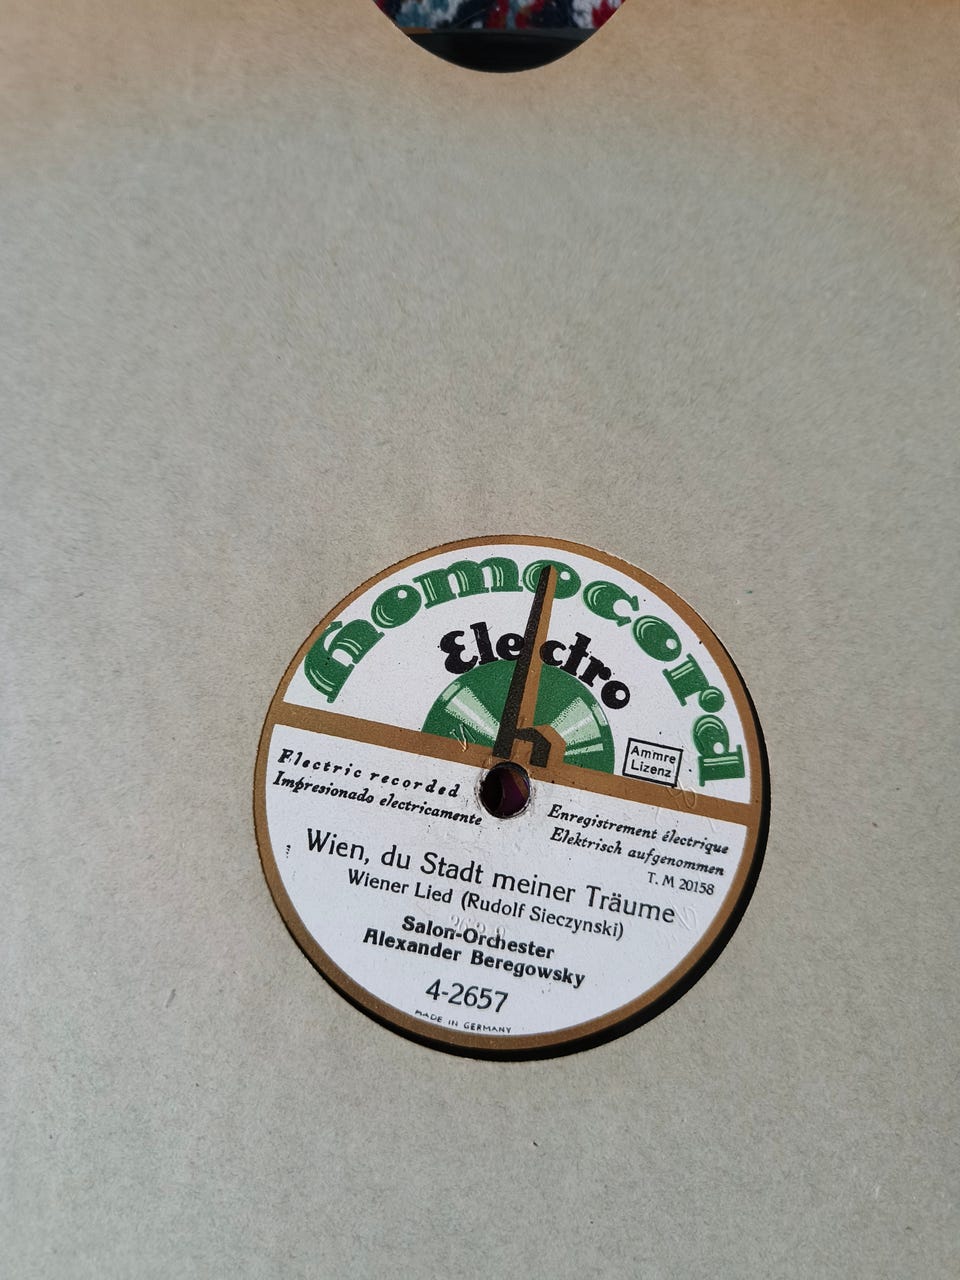 Homocord
Electro
Ammre
Lizenz
Electric recorded
Impresionado electricamente
Enregistrement électrique
Elektrisch aufgenommen
T. M 20158
Wien, du Stadt meiner Träume
Wiener Lied (Rudolf Sieczynski)
Salon-Orchester
Alexander Beregowsky
4-2657
MADE IN GERMANY